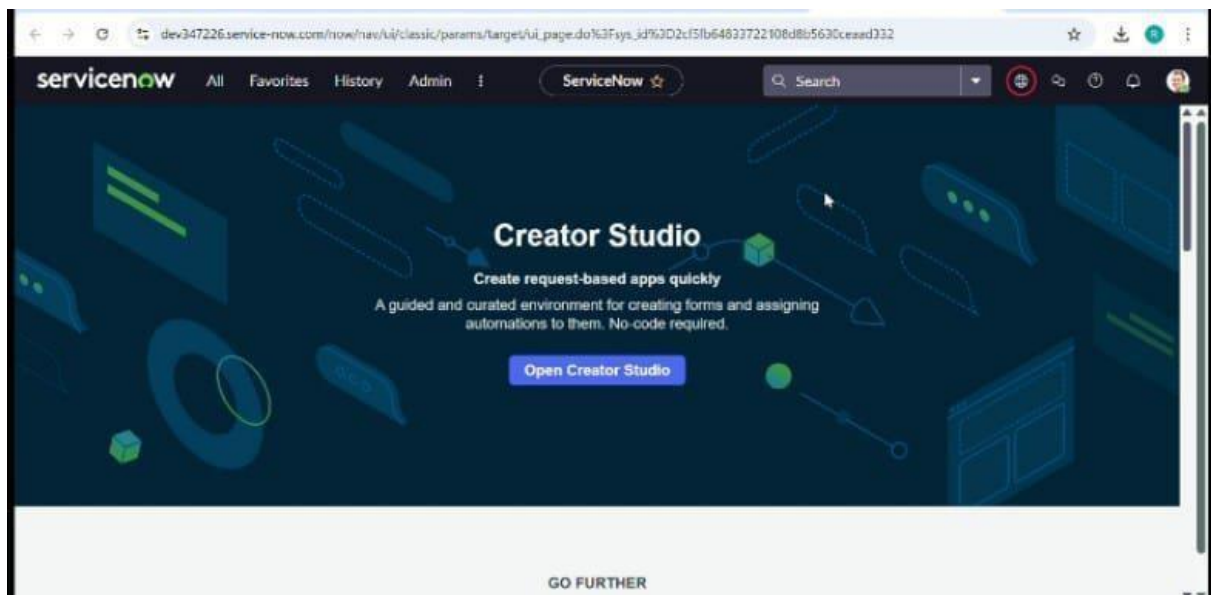 dev347226.service-now.com/now/nav/ui/classic/params/target/ui_page.do%3Fsys_id%3D2cf5fb64833722108d8b5630ceaad332
R
servicenow All Favorites History Admin ServiceNow Search
Creator Studio
Create request-based apps quickly
A guided and curated environment for creating forms and assigning
automations to them. No-code required.
Open Creator Studio
GO FURTHER